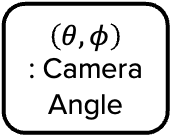 (θ, ϕ)
: Camera
Angle